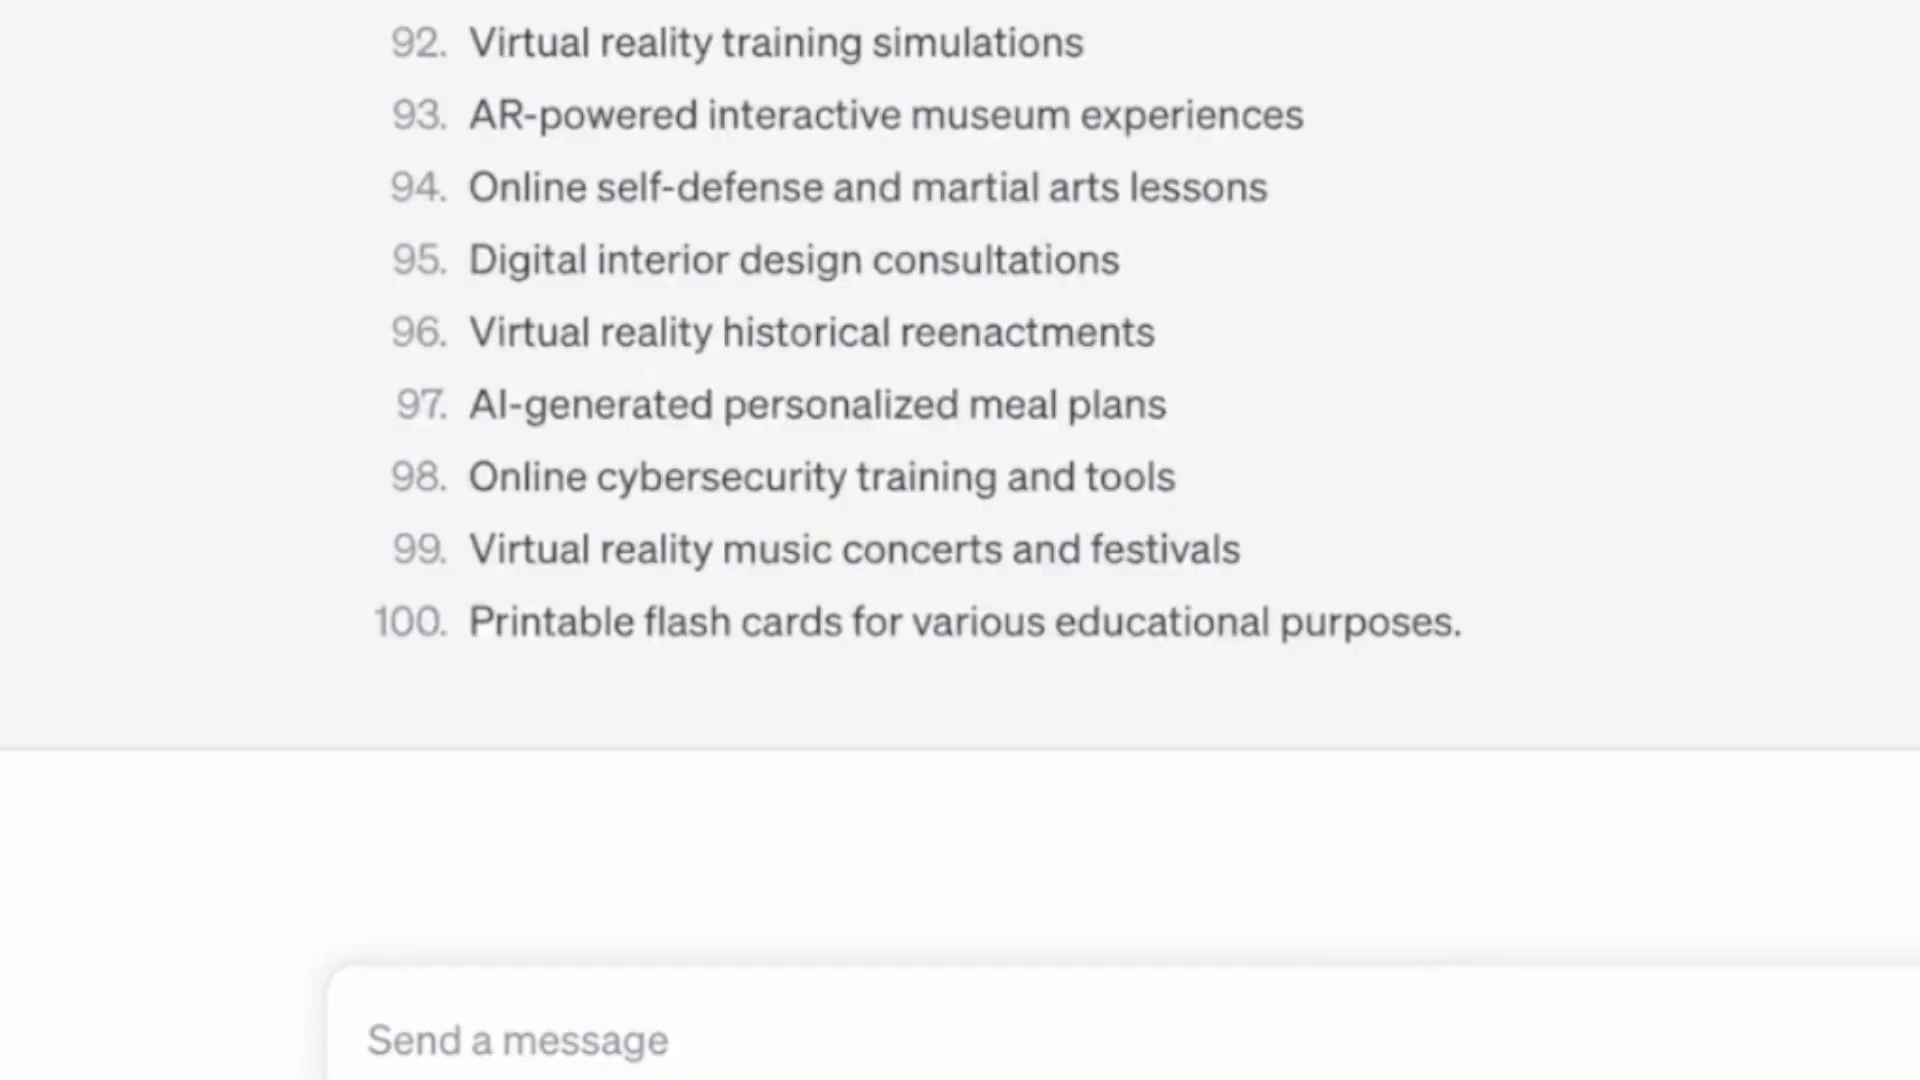 92. Virtual reality training simulations
93. AR-powered interactive museum experiences
94. Online self-defense and martial arts lessons
95. Digital interior design consultations
96. Virtual reality historical reenactments
97. AI-generated personalized meal plans
98. Online cybersecurity training and tools
99. Virtual reality music concerts and festivals
100. Printable flash cards for various educational purposes.
Send a message